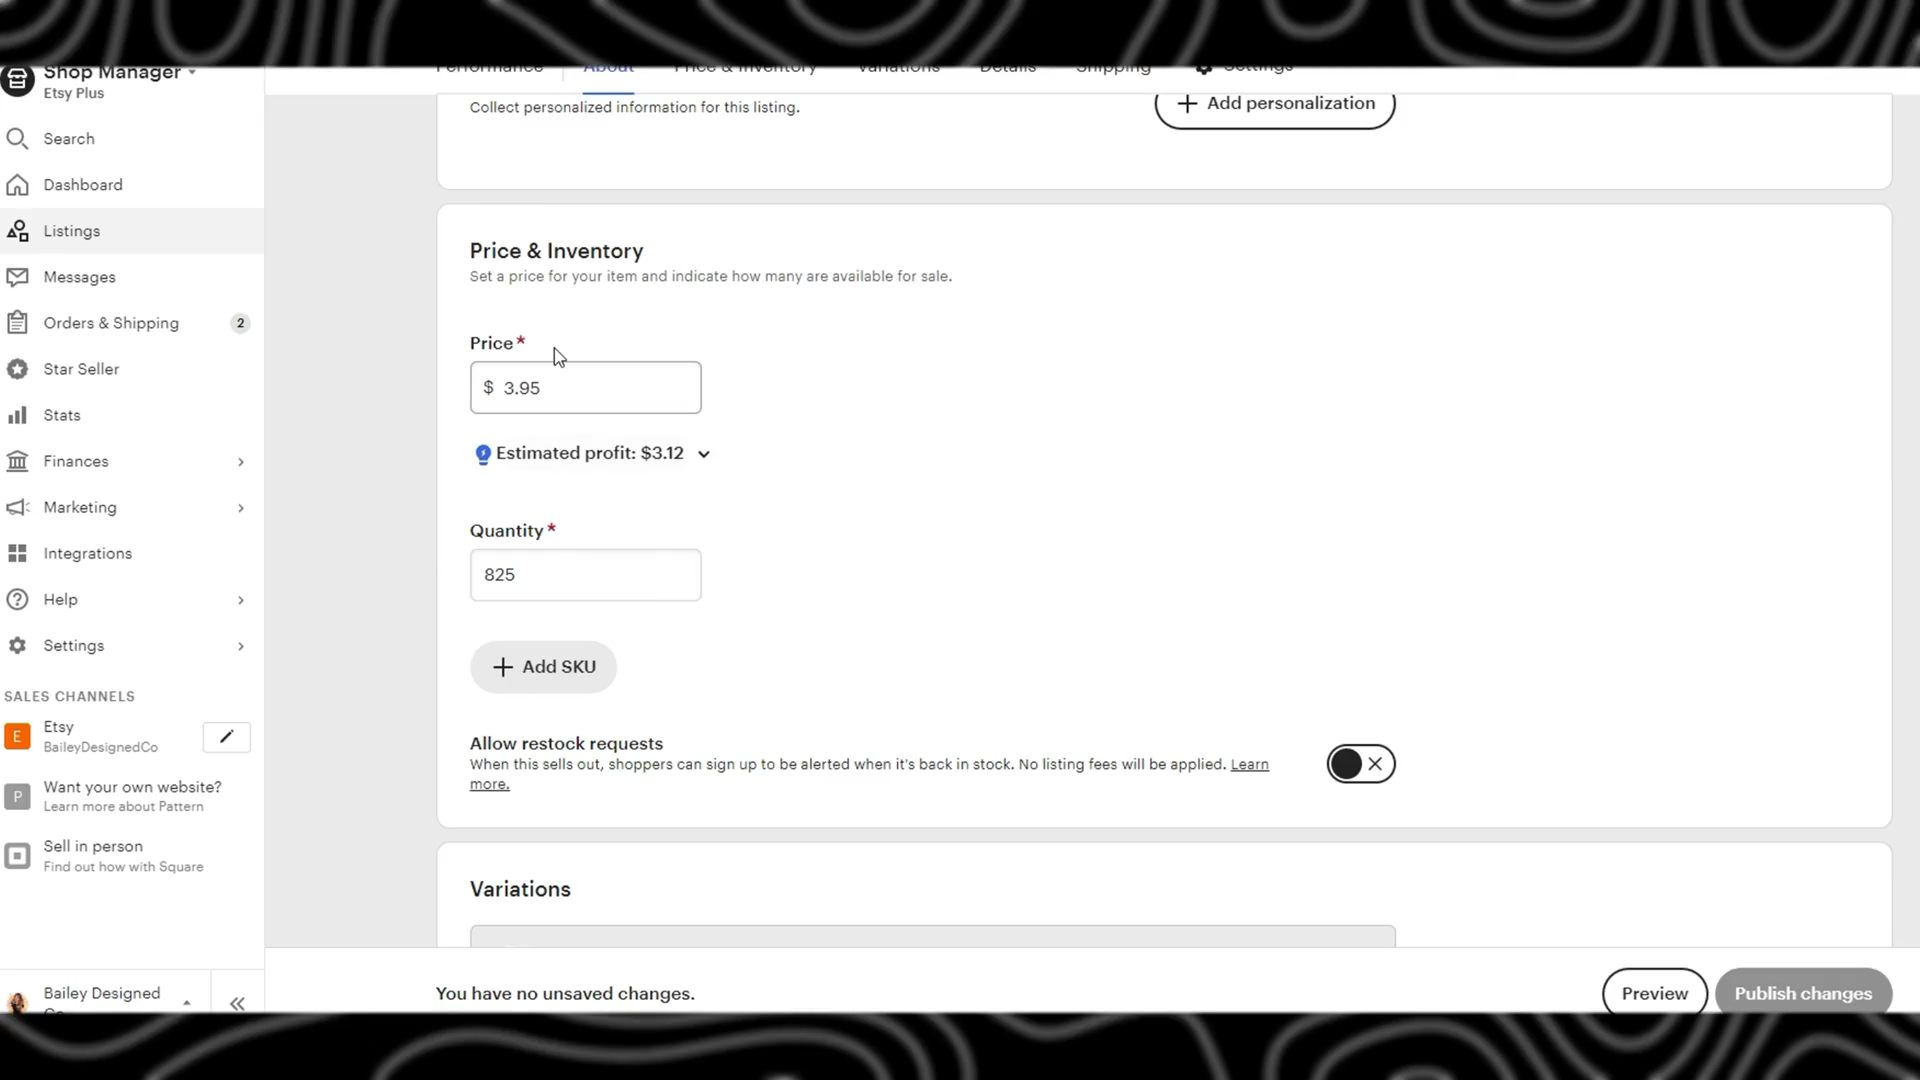 Shop Manager
Etsy Plus
Search
Dashboard
Listings
Messages
Orders & Shipping 2
Star Seller
Stats
Finances
Marketing
Integrations
Help
Settings
SALES CHANNELS
E
Etsy
BaileyDesignedCo
P
Want your own website?
Learn more about Pattern
Sell in person
Find out how with Square
Bailey Designed
Co
Performance About Price & Inventory Variations Details Shipping Settings
Collect personalized information for this listing.
+ Add personalization
Price & Inventory
Set a price for your item and indicate how many are available for sale.
Price*
$ 3.95
Estimated profit: $3.12
Quantity*
825
+ Add SKU
Allow restock requests
When this sells out, shoppers can sign up to be alerted when it's back in stock. No listing fees will be applied. Learn
more.
Variations
You have no unsaved changes.
Preview
Publish changes